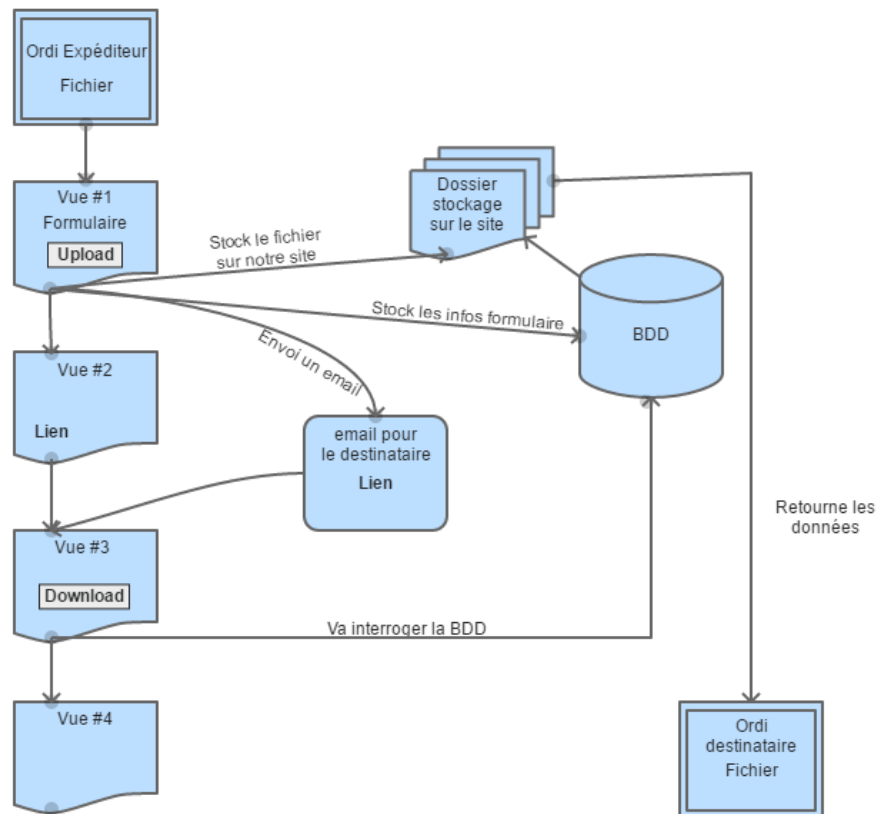 Ordi Expéditeur
Fichier
Vue #1
Formulaire
Upload
Stock le fichier
sur notre site
Dossier
stockage
sur le site
Stock les infos formulaire
BDD
Envoi un email
Vue #2
Lien
email pour
le destinataire
Lien
Vue #3
Download
Va interroger la BDD
Retourne les
données
Vue #4
Ordi
destinataire
Fichier